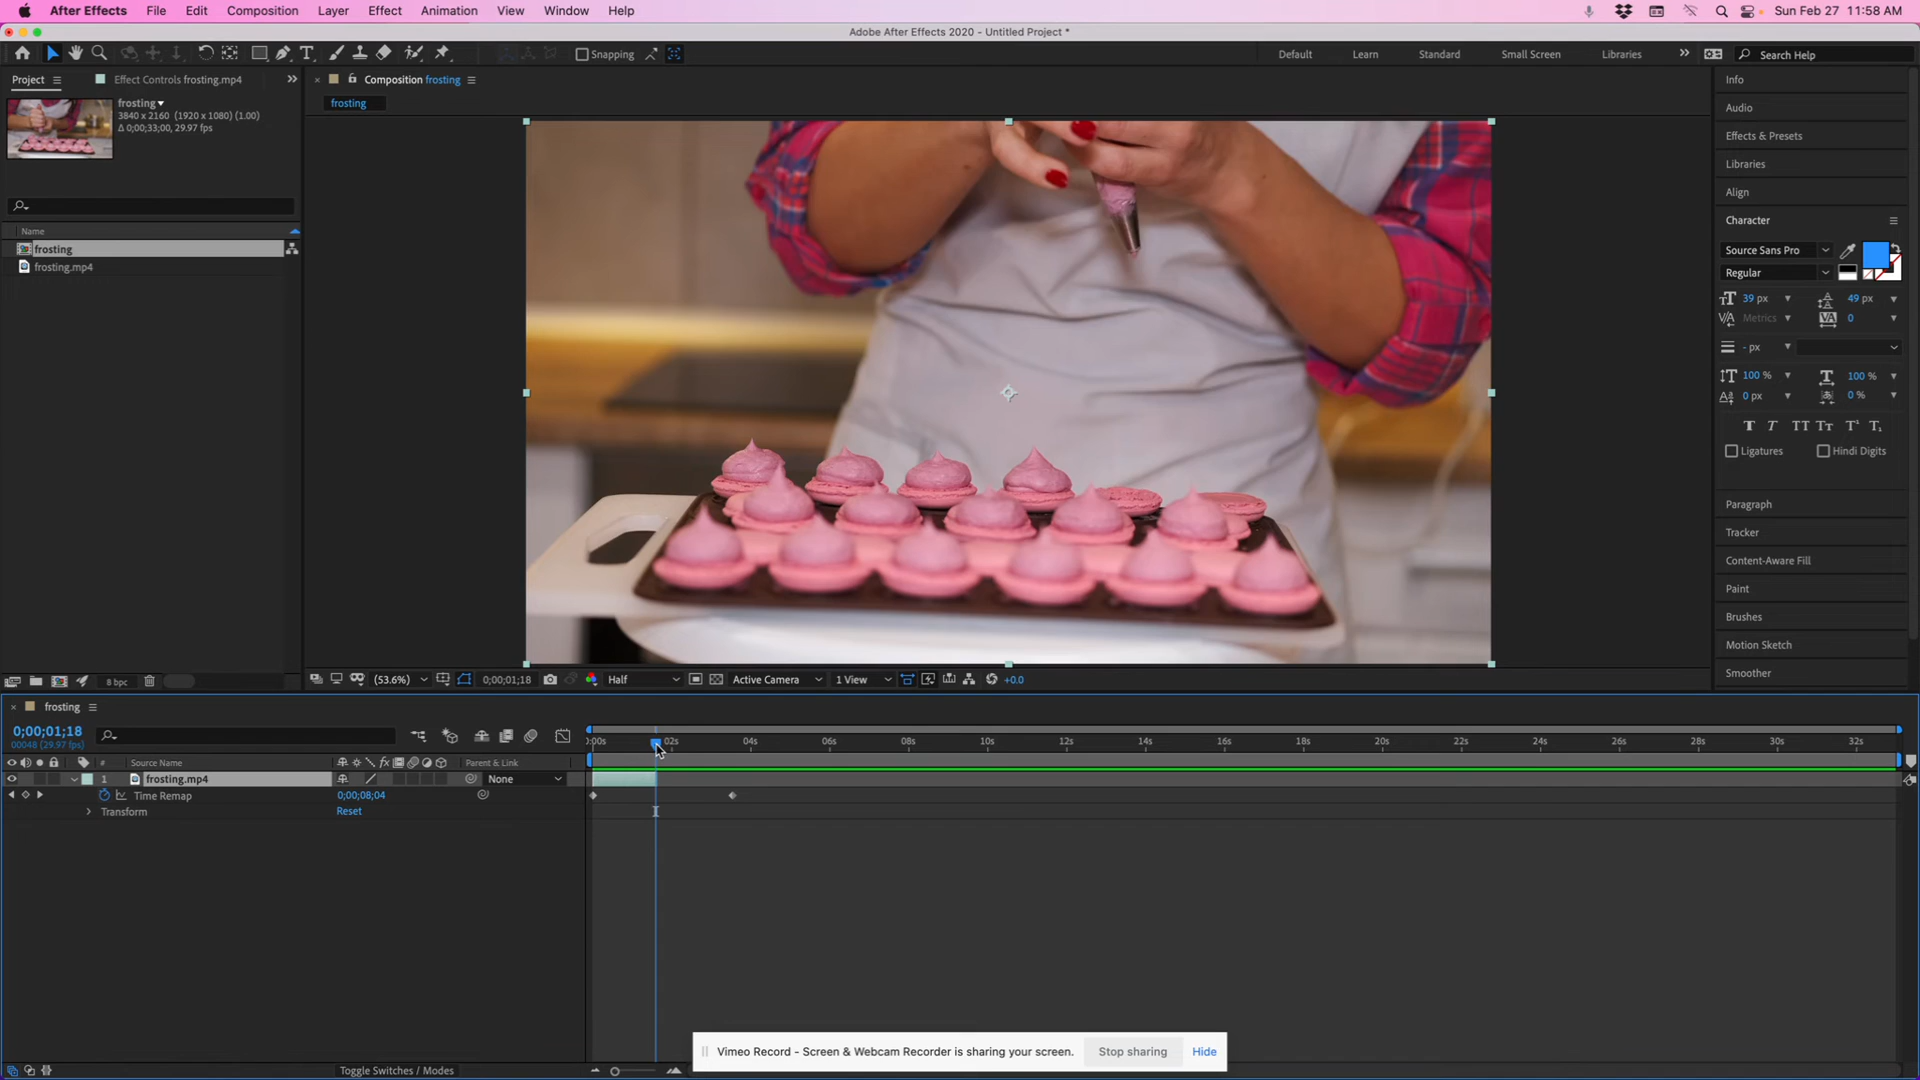 After Effects File Edit Composition Layer Effect Animation View Window Help Sun Feb 27 11:58 AM
Adobe After Effects 2020 - Untitled Project *
Snapping Default Learn Standard Small Screen Libraries Search Help
Project Effect Controls frosting.mp4 Composition frosting
frosting
3840 x 2160 (1920 x 1080) (1.00)
Δ 0;00;33;00, 29.97 fps
frosting
Name
frosting
frosting.mp4
8 bpc
(53.6%) 0;00;01;18 Half Active Camera 1 View +0.0
Info
Audio
Effects & Presets
Libraries
Align
Character
Source Sans Pro
Regular
39 px 49 px
Metrics 0
- px
100 % 100 %
0 px 0 %
Ligatures Hindi Digits
Paragraph
Tracker
Content-Aware Fill
Paint
Brushes
Motion Sketch
Smoother
frosting
0;00;01;18
00048 (29.97 fps)
:00s 02s 04s 06s 08s 10s 12s 14s 16s 18s 20s 22s 24s 26s 28s 30s 32s
# Source Name Parent & Link
1 frosting.mp4 None
Time Remap 0;00;08;04
Transform Reset
Vimeo Record - Screen & Webcam Recorder is sharing your screen. Stop sharing Hide
Toggle Switches / Modes